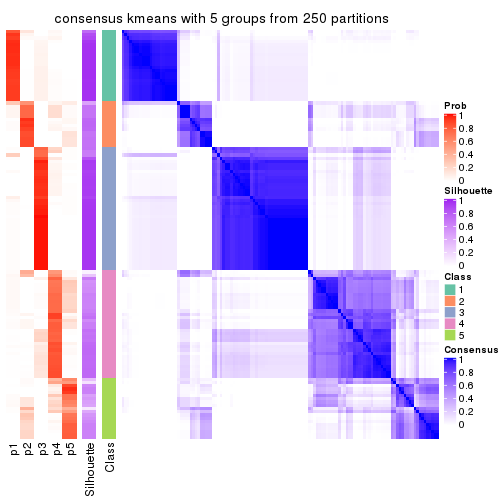 consensus kmeans with 5 groups from 250 partitions
Prob
1
0.8
0.6
0.4
0.2
0
Silhouette
1
0.8
0.6
0.4
0.2
0
Class
1
2
3
4
5
Consensus
1
0.8
0.6
0.4
0.2
0
p1
p2
p3
p4
p5
Silhouette
Class